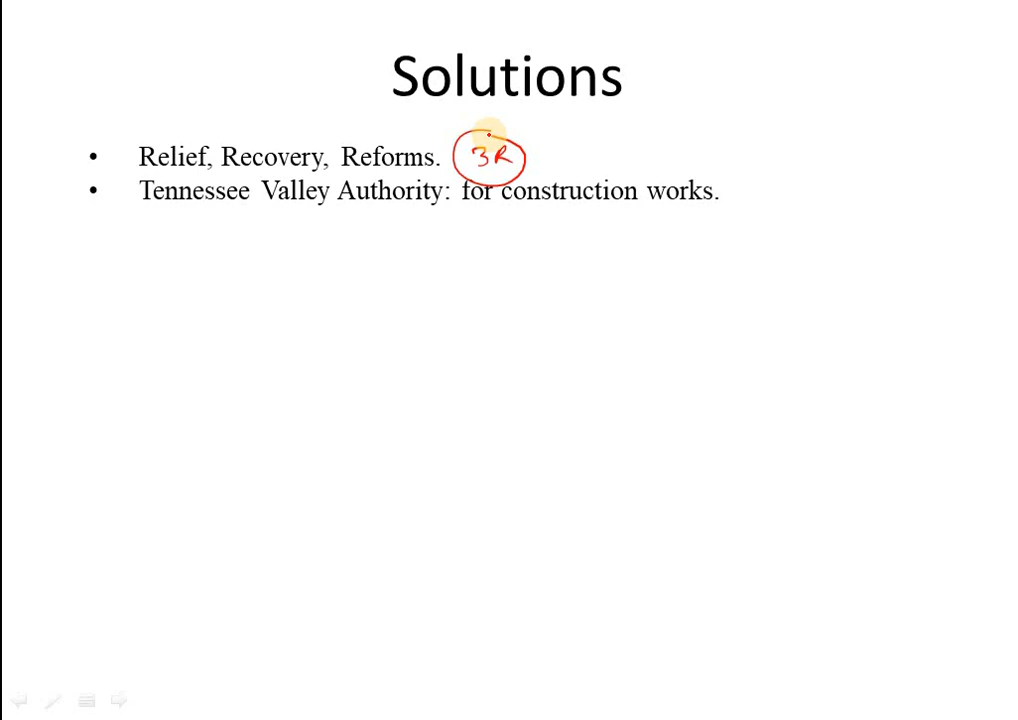 Solutions
• Relief, Recovery, Reforms. 3R
• Tennessee Valley Authority: for construction works.